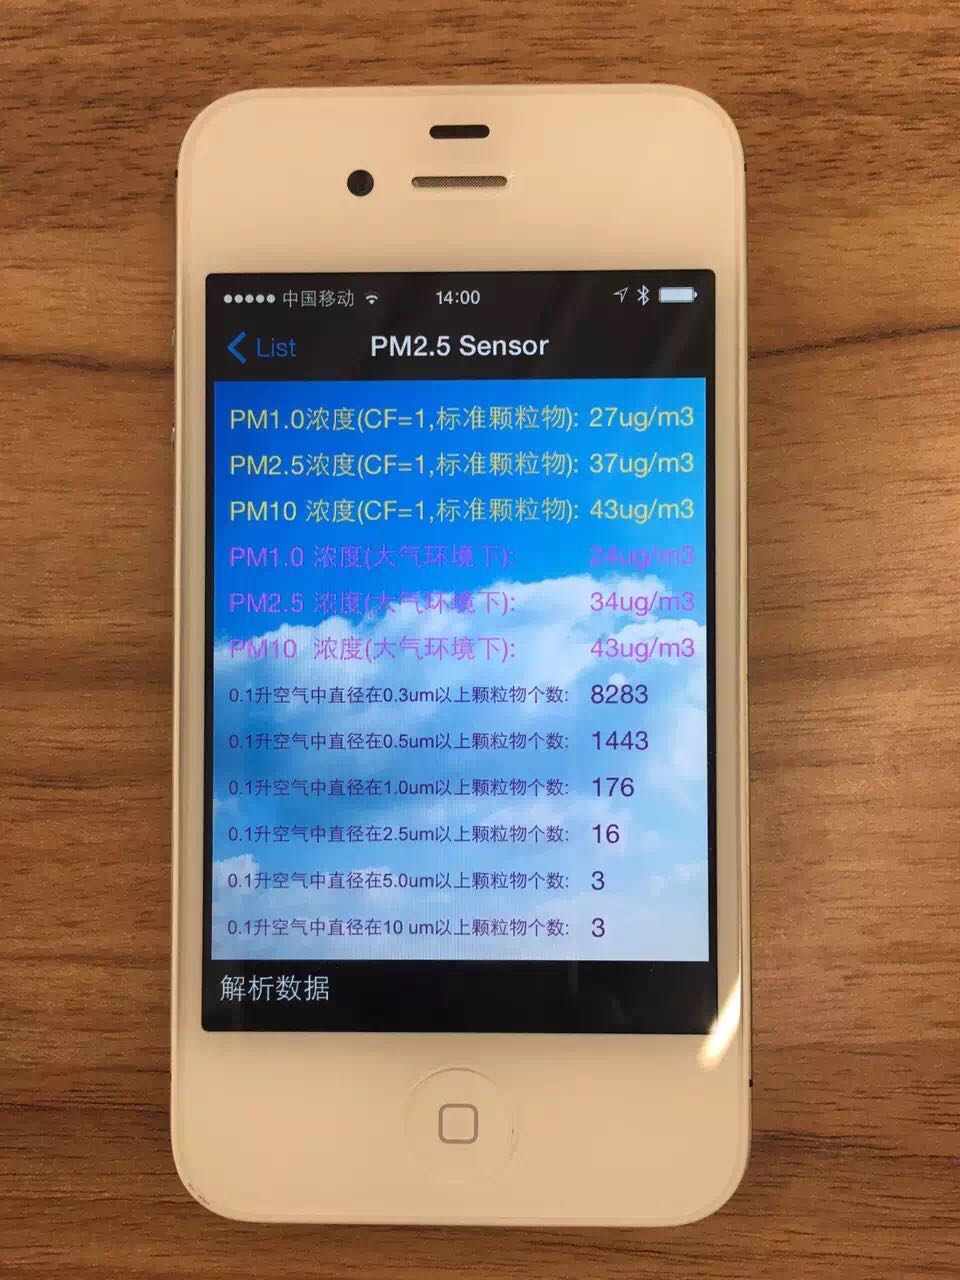 中国移动 14:00
List PM2.5 Sensor
PM1.0浓度(CF=1,标准颗粒物): 27ug/m3
PM2.5浓度(CF=1,标准颗粒物): 37ug/m3
PM10 浓度(CF=1,标准颗粒物): 43ug/m3
PM1.0 浓度(大气环境下): 24ug/m3
PM2.5 浓度(大气环境下): 34ug/m3
PM10 浓度(大气环境下): 43ug/m3
0.1升空气中直径在0.3um以上颗粒物个数: 8283
0.1升空气中直径在0.5um以上颗粒物个数: 1443
0.1升空气中直径在1.0um以上颗粒物个数: 176
0.1升空气中直径在2.5um以上颗粒物个数: 16
0.1升空气中直径在5.0um以上颗粒物个数: 3
0.1升空气中直径在10 um以上颗粒物个数: 3
解析数据